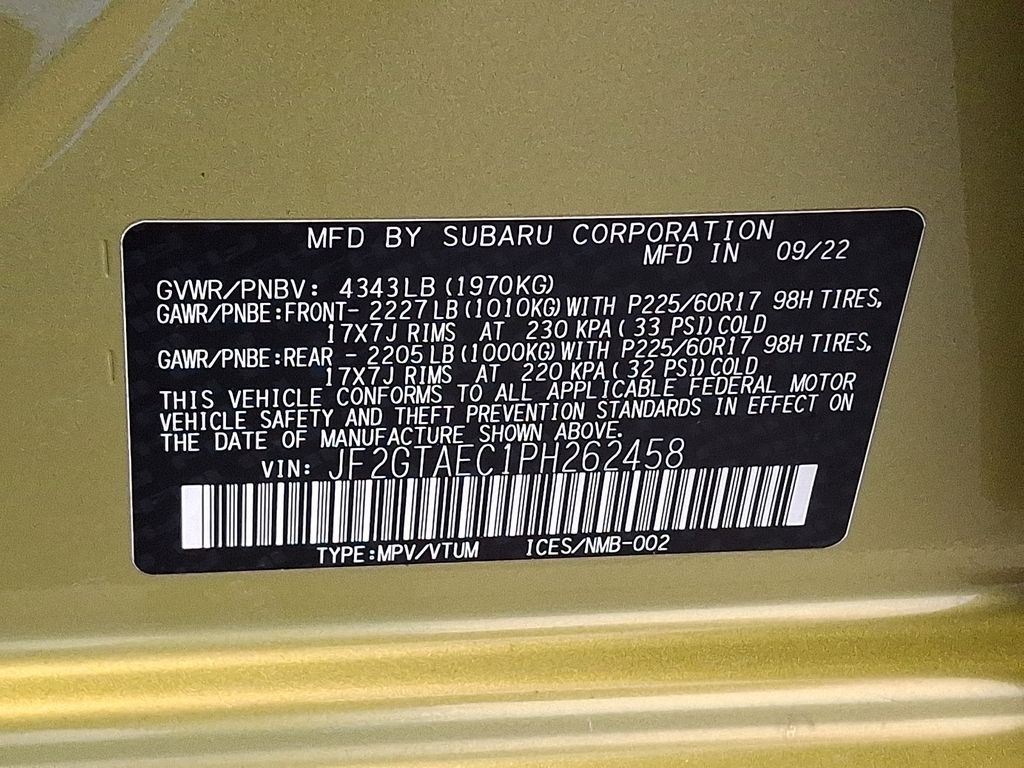 MFD BY SUBARU CORPORATION
MFD IN 09/22
GVWR/PNBV: 4343LB (1970KG)
GAWR/PNBE:FRONT- 2227 LB (1010KG) WITH P225/60R17 98H TIRES,
17X7J RIMS AT 230 KPA ( 33 PSI) COLD
GAWR/PNBE:REAR - 2205 LB (1000KG) WITH P225/60R17 98H TIRES,
17X7J RIMS AT 220 KPA ( 32 PSI) COLD
THIS VEHICLE CONFORMS TO ALL APPLICABLE FEDERAL MOTOR
VEHICLE SAFETY AND THEFT PREVENTION STANDARDS IN EFFECT ON
THE DATE OF MANUFACTURE SHOWN ABOVE.
VIN: JF2GTAEC1PH262458
TYPE:MPV/VTUM ICES/NMB-002